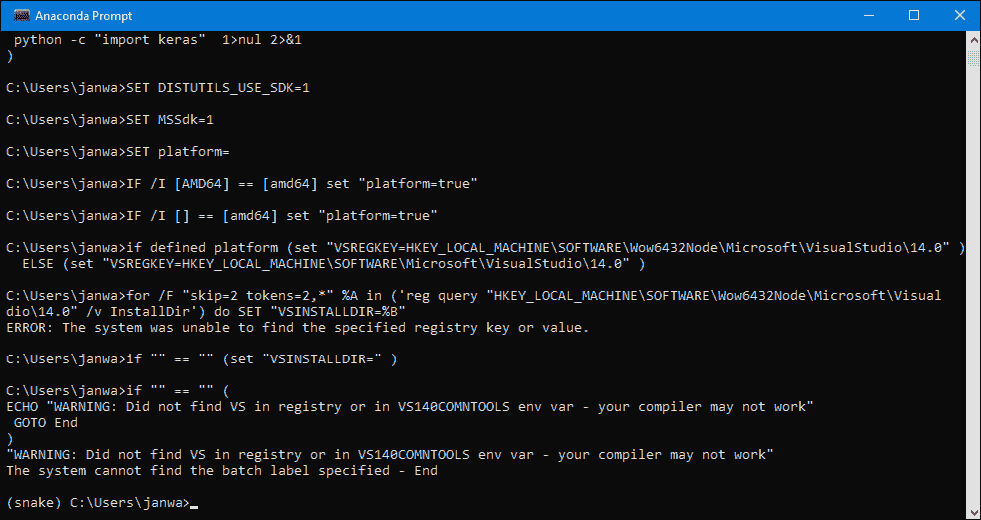 Anaconda Prompt
python -c "import keras"  1>nul 2>&1
)
C:\Users\janwa>SET DISTUTILS_USE_SDK=1
C:\Users\janwa>SET MSSdk=1
C:\Users\janwa>SET platform=
C:\Users\janwa>IF /I [AMD64] == [amd64] set "platform=true"
C:\Users\janwa>IF /I [] == [amd64] set "platform=true"
C:\Users\janwa>if defined platform (set "VSREGKEY=HKEY_LOCAL_MACHINE\SOFTWARE\Wow6432Node\Microsoft\VisualStudio\14.0" )
ELSE (set "VSREGKEY=HKEY_LOCAL_MACHINE\SOFTWARE\Microsoft\VisualStudio\14.0" )
C:\Users\janwa>for /F "skip=2 tokens=2,*" %A in ('reg query "HKEY_LOCAL_MACHINE\SOFTWARE\Wow6432Node\Microsoft\Visual
dio\14.0" /v InstallDir') do SET "VSINSTALLDIR=%B"
ERROR: The system was unable to find the specified registry key or value.
C:\Users\janwa>if "" == "" (set "VSINSTALLDIR=" )
C:\Users\janwa>if "" == "" (
ECHO "WARNING: Did not find VS in registry or in VS140COMNTOOLS env var - your compiler may not work"
GOTO End
)
"WARNING: Did not find VS in registry or in VS140COMNTOOLS env var - your compiler may not work"
The system cannot find the batch label specified - End
(snake) C:\Users\janwa>